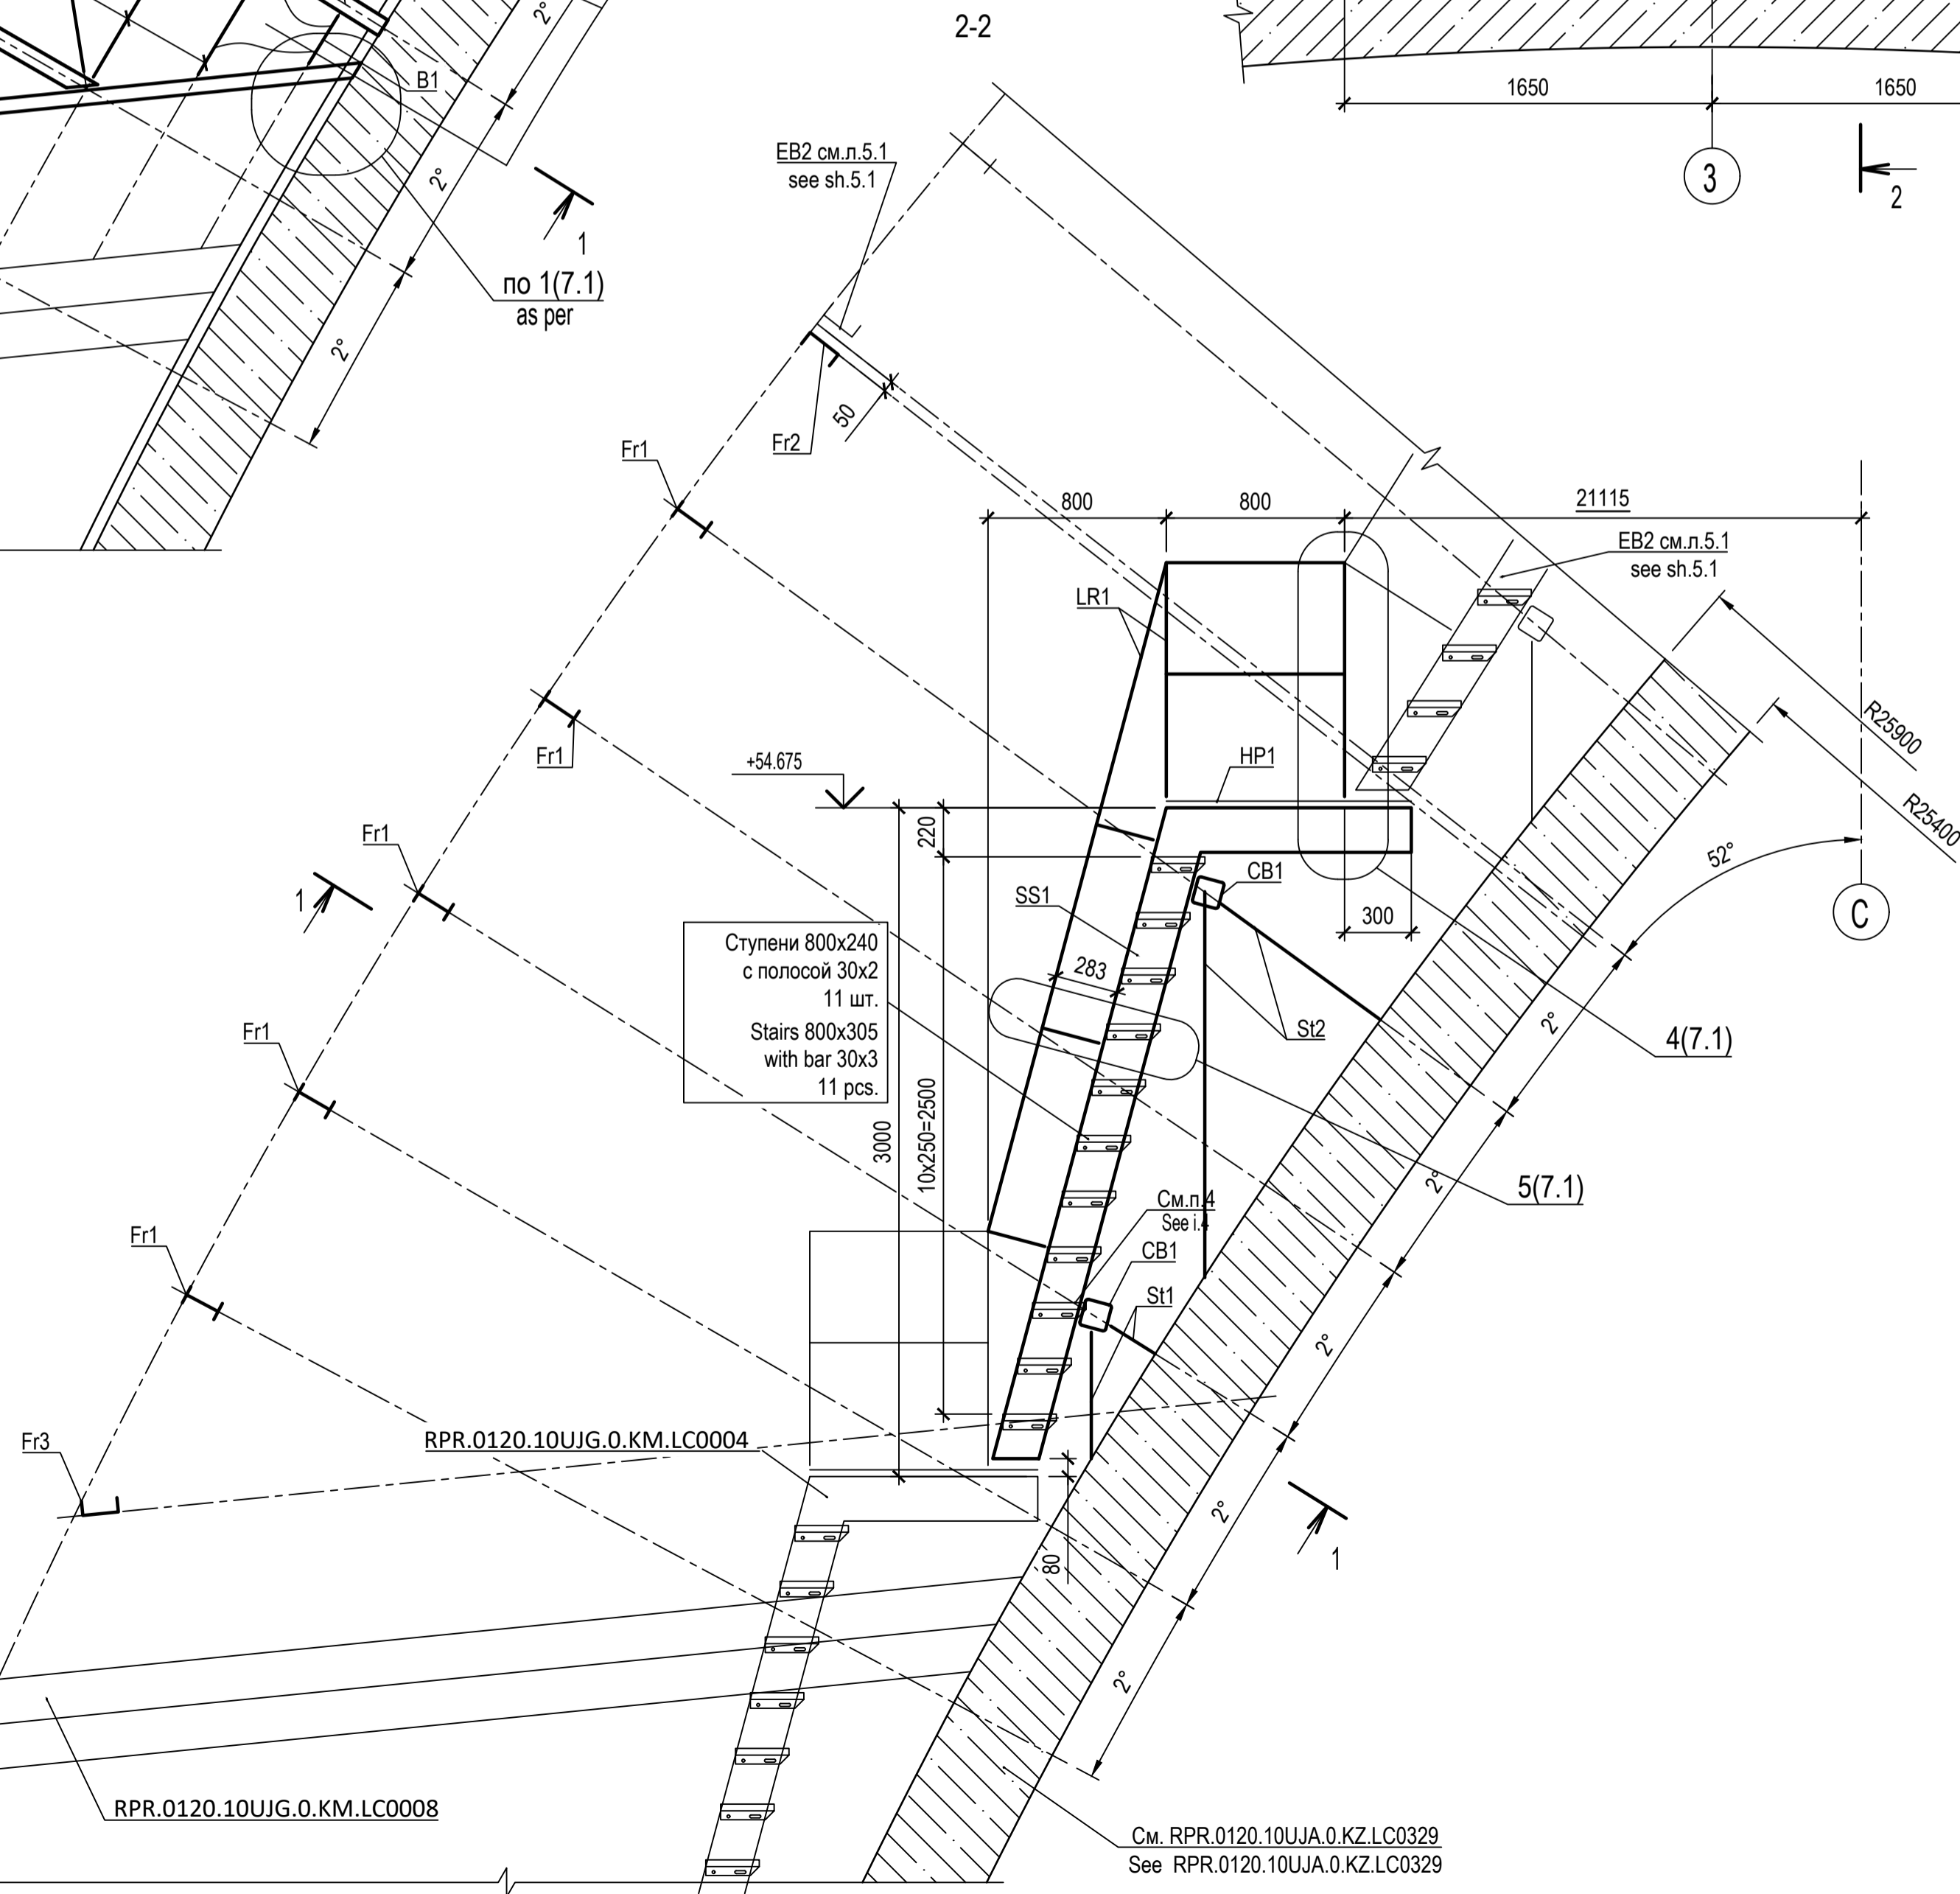 2-2
2°
B1
2°
1
по 1(7.1)
as per
2°
1650
1650
3
2
EB2 см.л.5.1
see sh.5.1
50
Fr2
Fr1
800
800
21115
EB2 см.л.5.1
see sh.5.1
LR1
R25900
R25400
Fr1
+54.675
HP1
220
52°
Fr1
1
CB1
SS1
C
300
Ступени 800x240
с полосой 30x2
11 шт.
Stairs 800x305
with bar 30x3
11 pcs.
283
Fr1
St2
2°
4(7.1)
3000
10x250=2500
2°
5(7.1)
См.п.4
See i.4
Fr1
CB1
St1
2°
Fr3
RPR.0120.10UJG.0.KM.LC0004
2°
80
1
2°
RPR.0120.10UJG.0.KM.LC0008
См. RPR.0120.10UJA.0.KZ.LC0329
See RPR.0120.10UJA.0.KZ.LC0329